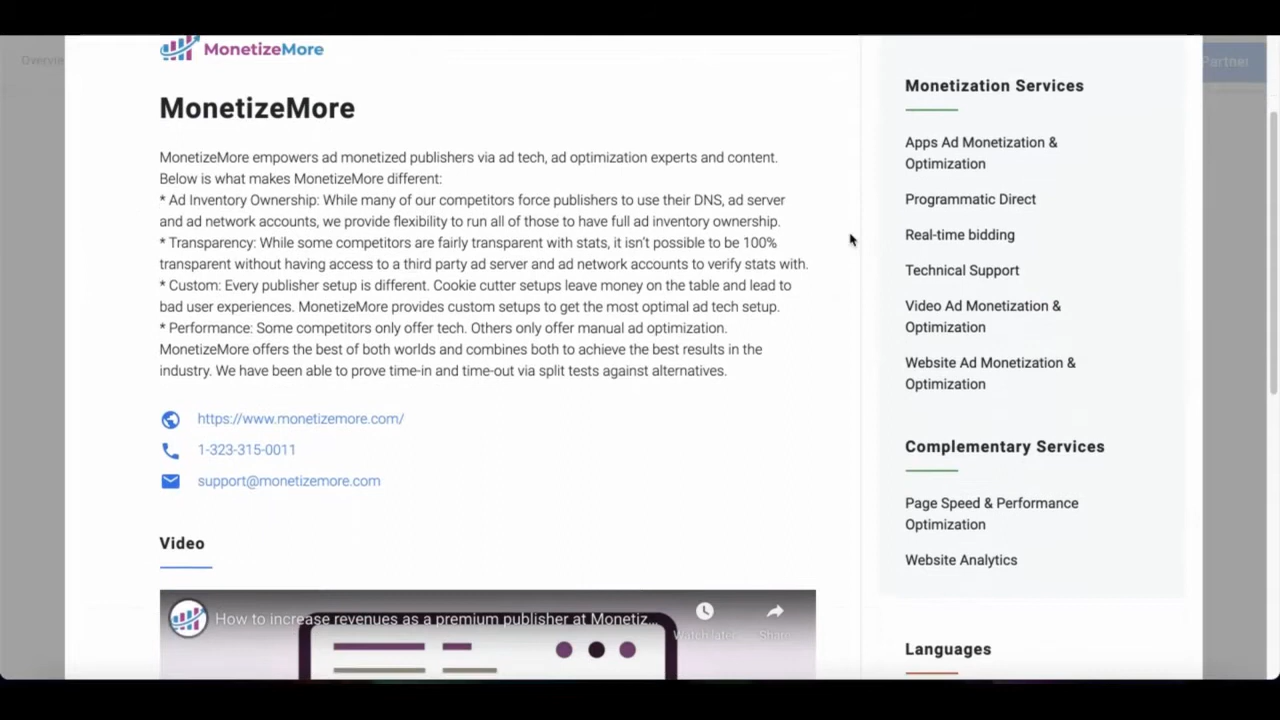 Overvie
Partner
MonetizeMore
MonetizeMore
MonetizeMore empowers ad monetized publishers via ad tech, ad optimization experts and content.
Below is what makes MonetizeMore different:
* Ad Inventory Ownership: While many of our competitors force publishers to use their DNS, ad server
and ad network accounts, we provide flexibility to run all of those to have full ad inventory ownership.
* Transparency: While some competitors are fairly transparent with stats, it isn't possible to be 100%
transparent without having access to a third party ad server and ad network accounts to verify stats with.
* Custom: Every publisher setup is different. Cookie cutter setups leave money on the table and lead to
bad user experiences. MonetizeMore provides custom setups to get the most optimal ad tech setup.
* Performance: Some competitors only offer tech. Others only offer manual ad optimization.
MonetizeMore offers the best of both worlds and combines both to achieve the best results in the
industry. We have been able to prove time-in and time-out via split tests against alternatives.
https://www.monetizemore.com/
1-323-315-0011
support@monetizemore.com
Video
How to increase revenues as a premium publisher at Monetiz...
Watch later
Share
Monetization Services
Apps Ad Monetization &
Optimization
Programmatic Direct
Real-time bidding
Technical Support
Video Ad Monetization &
Optimization
Website Ad Monetization &
Optimization
Complementary Services
Page Speed & Performance
Optimization
Website Analytics
Languages